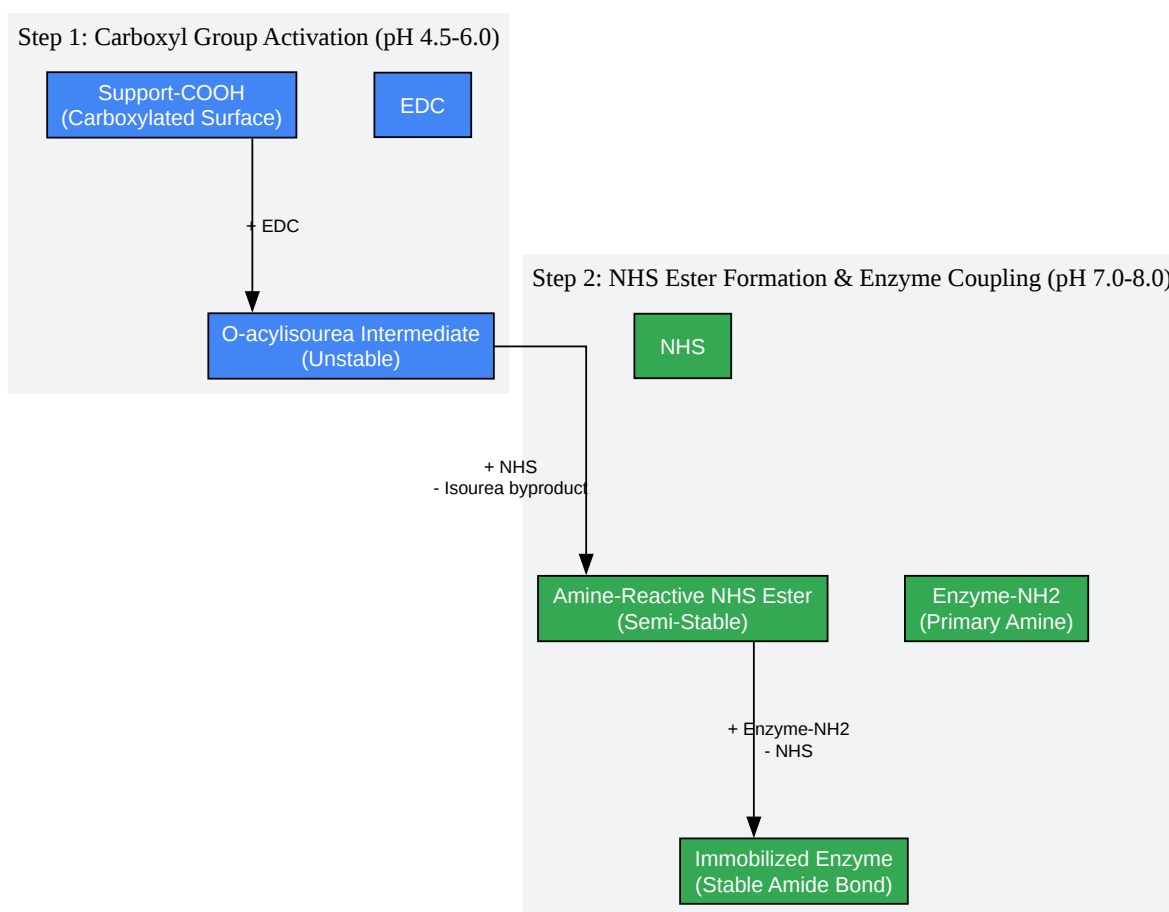 Step 1: Carboxyl Group Activation (pH 4.5-6.0)
Support-COOH
(Carboxylated Surface)
EDC
+ EDC
O-acylisourea Intermediate
(Unstable)
Step 2: NHS Ester Formation & Enzyme Coupling (pH 7.0-8.0)
NHS
+ NHS
- Isourea byproduct
Amine-Reactive NHS Ester
(Semi-Stable)
Enzyme-NH2
(Primary Amine)
+ Enzyme-NH2
- NHS
Immobilized Enzyme
(Stable Amide Bond)